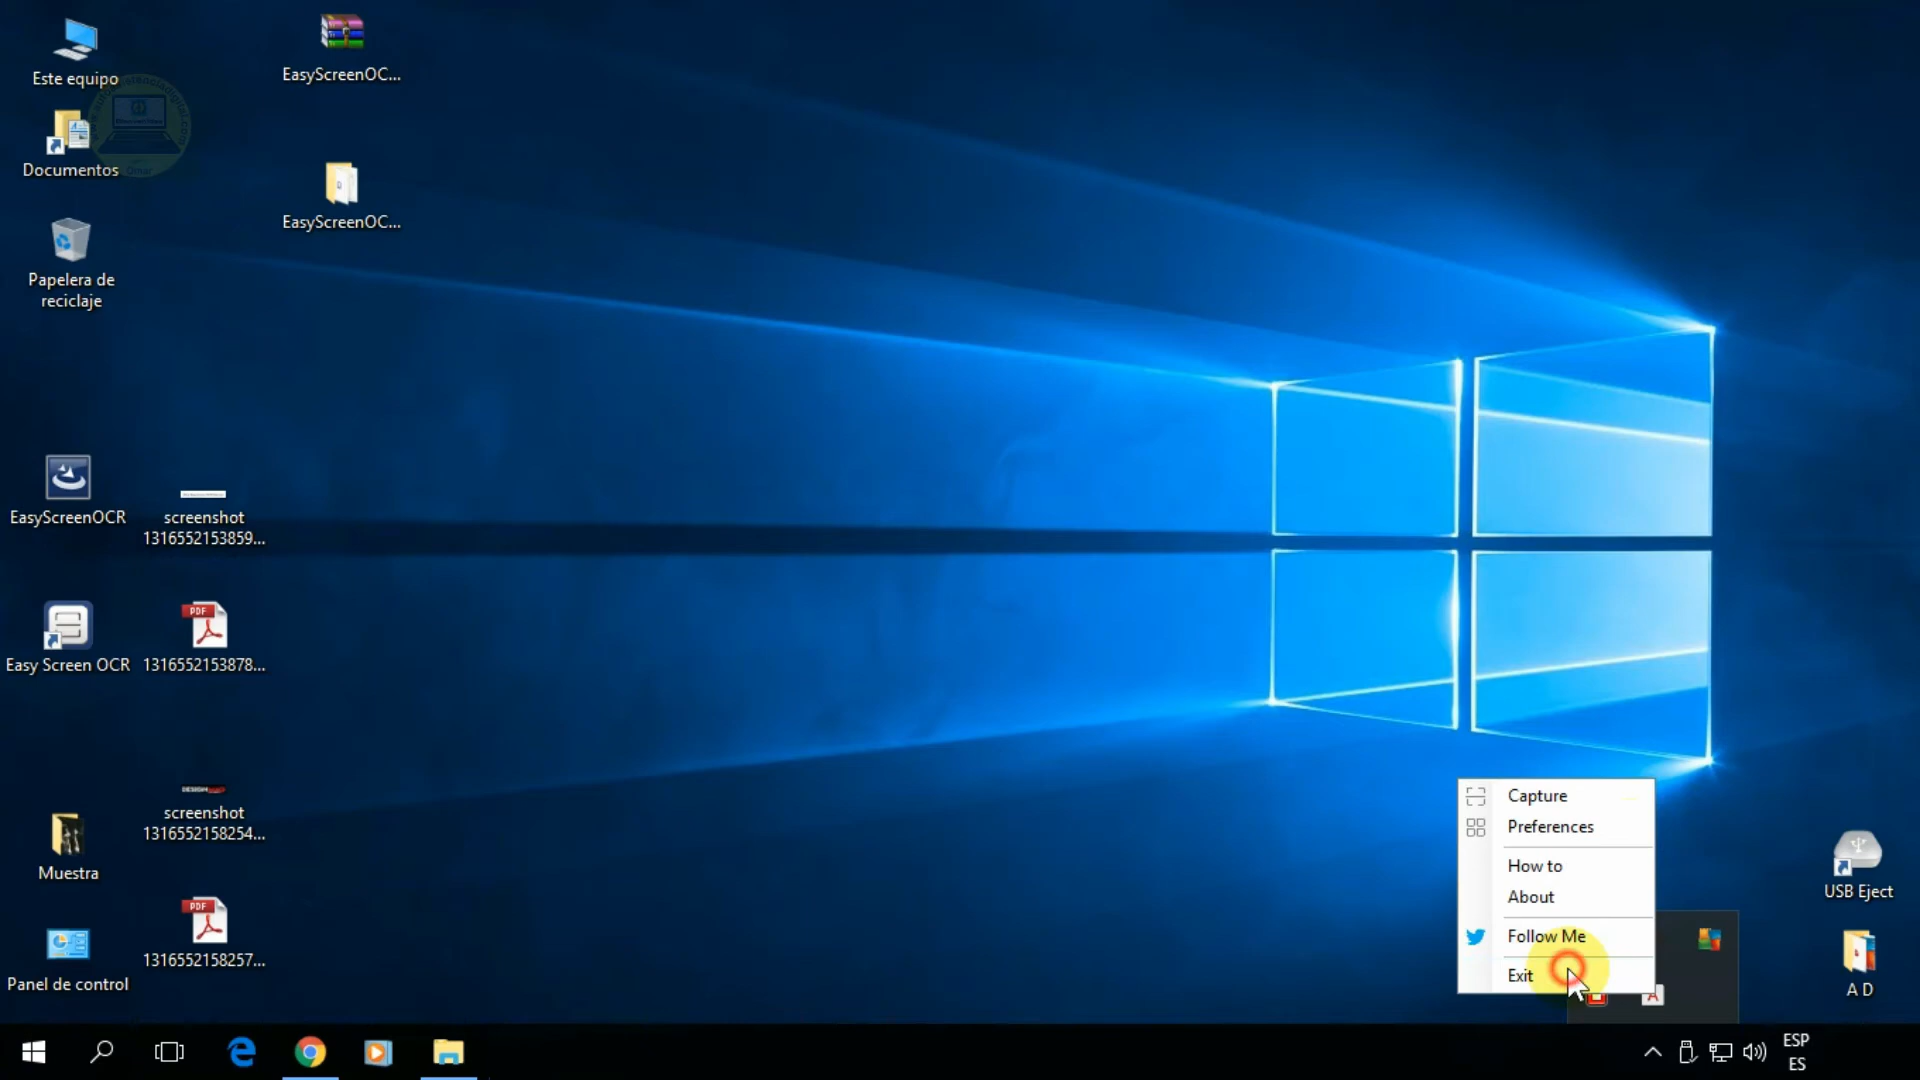 Este equipo
Documentos
Papelera de
reciclaje
EasyScreenOC...
EasyScreenOC...
EasyScreenOCR
screenshot
1316552153859...
Easy Screen OCR
PDF
1316552153878...
Muestra
screenshot
1316552158254...
Panel de control
PDF
1316552158257...
Capture
Preferences
How to
About
Follow Me
Exit
USB Eject
A D
ESP
ES